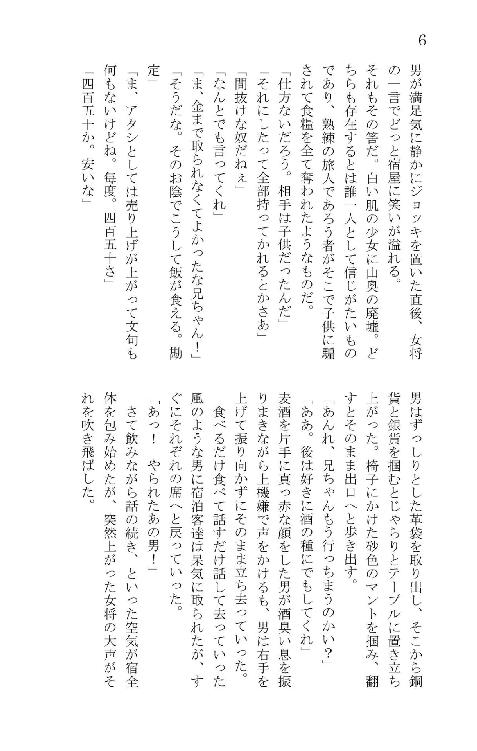 6
男が満足気に静かにジョッキを置いた直後、女将
の一言でどっと宿屋に笑いが溢れる。
それもその筈だ。白い肌の少女に山奥の廃墟。ど
ちらも存在するとは誰一人として信じがたいもの
であり、熟練の旅人であろう者がそこで子供に騙
されて食糧を全て奪われたようなものだ。
「仕方ないだろう。相手は子供だったんだ」
「それにしたって全部持ってかれるとかさあ」
「間抜けな奴だねぇ」
「なんとでも言ってくれ」
「ま、金まで取られなくてよかったな兄ちゃん！」
「そうだな。そのお陰でこうして飯が食える。勘
定」
「ま、アタシとしては売り上げが上がって文句も
何もないけどね。毎度。四百五十さ」
「四百五十か。安いな」
男はずっしりとした革袋を取り出し、そこから銅
貨と銀貨を掴むとじゃらりとテーブルに置き立ち
上がった。椅子にかけた砂色のマントを掴み、翻
すとそのまま出口へと歩き出す。
「あんれ、兄ちゃんもう行っちまうのかい？」
「ああ。後は好きに酒の種にでもしてくれ」
麦酒を片手に真っ赤な顔をした男が酒臭い息を振
りまきながら上機嫌で声をかけるも、男は右手を
上げて振り向かずにそのまま立ち去っていった。
食べるだけ食べて話すだけ話して去っていった
風のような男に宿泊客達は呆気に取られたが、す
ぐにそれぞれの席へと戻っていった。
「あっ！　やられたあの男！」
さて飲みながら話の続き、といった空気が宿全
体を包み始めたが、突然上がった女将の大声がそ
れを吹き飛ばした。